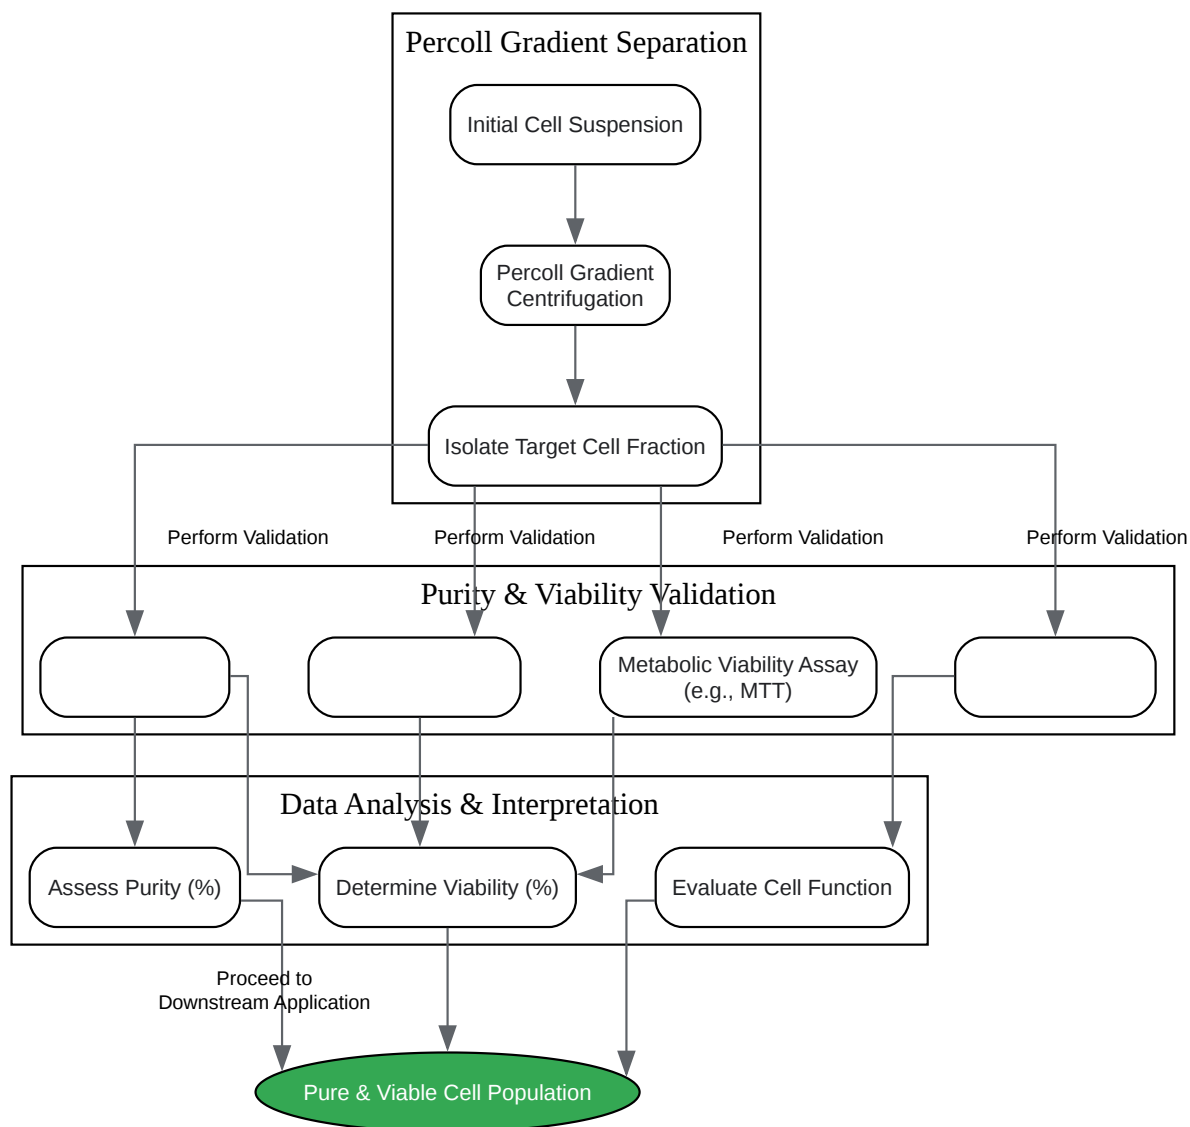 Percoll Gradient Separation
Initial Cell Suspension
Percoll Gradient
Centrifugation
Isolate Target Cell Fraction
Perform Validation
Perform Validation
Perform Validation
Perform Validation
Purity & Viability Validation
Metabolic Viability Assay
(e.g., MTT)
Data Analysis & Interpretation
Assess Purity (%)
Determine Viability (%)
Evaluate Cell Function
Proceed to
Downstream Application
Pure & Viable Cell Population